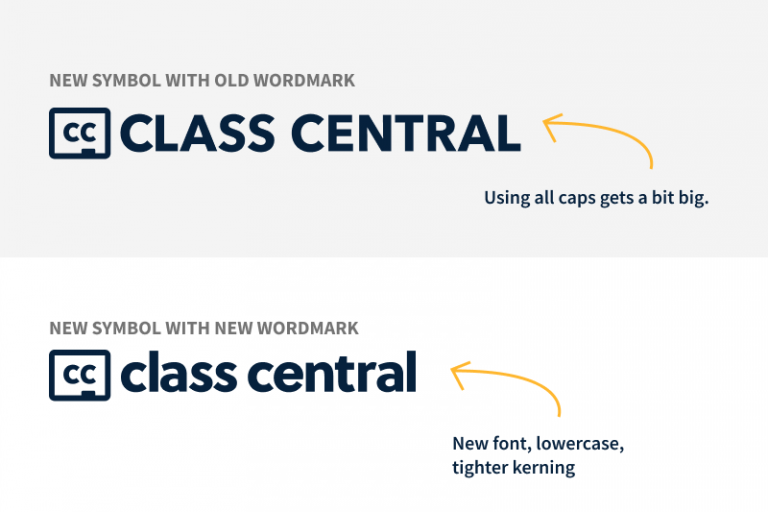 NEW SYMBOL WITH OLD WORDMARK
CC CLASS CENTRAL
Using all caps gets a bit big.
NEW SYMBOL WITH NEW WORDMARK
CC class central
New font, lowercase,
tighter kerning